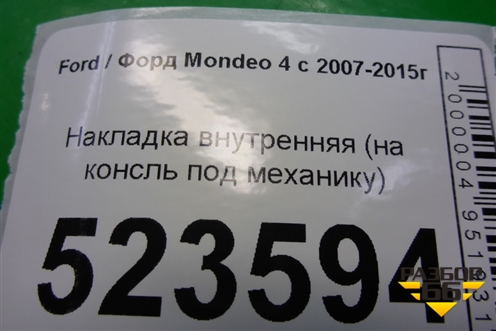 Ford / Форд Mondeo 4 с 2007-2015г
Накладка внутренняя (на
консль под механику)
523594
РАЗБОР
66